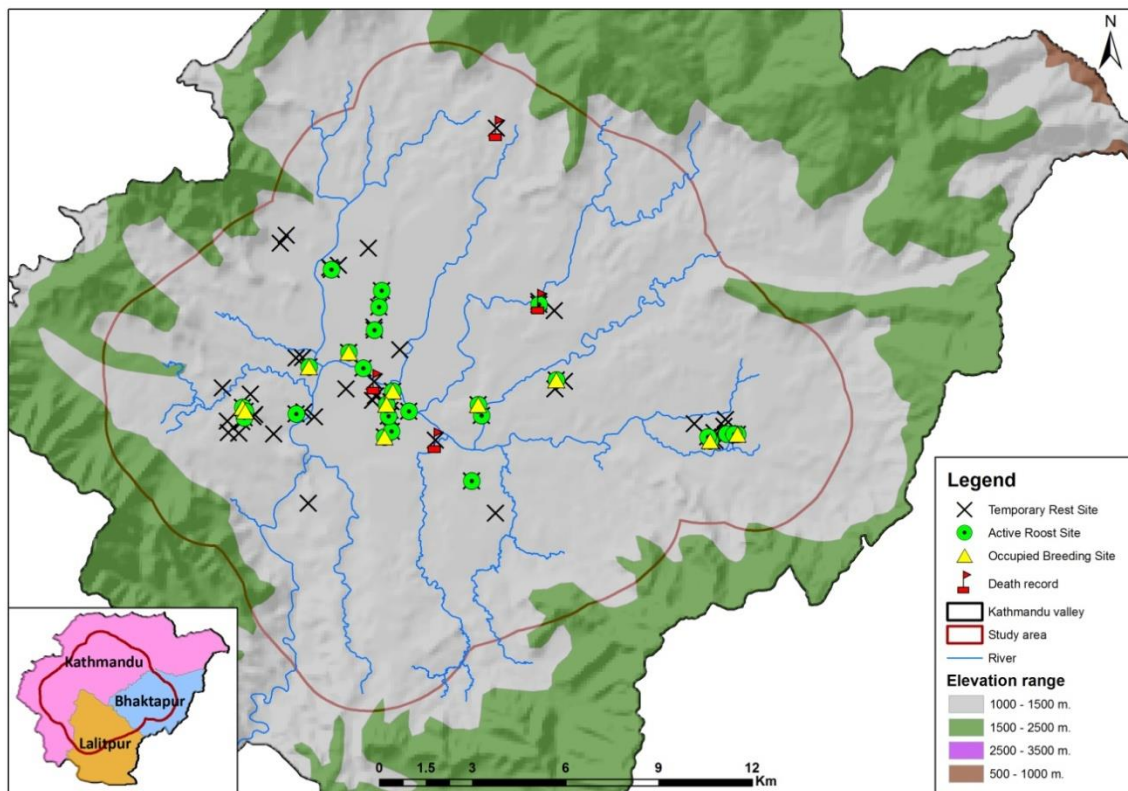 N
Legend
Temporary Rest Site
Active Roost Site
Occupied Breeding Site
Death record
Kathmandu valley
Study area
River
Elevation range
1000 - 1500 m.
1500 - 2500 m.
2500 - 3500 m.
500 - 1000 m.
Kathmandu
Bhaktapur
Lalitpur
0 1.5 3 6 9 12
Km